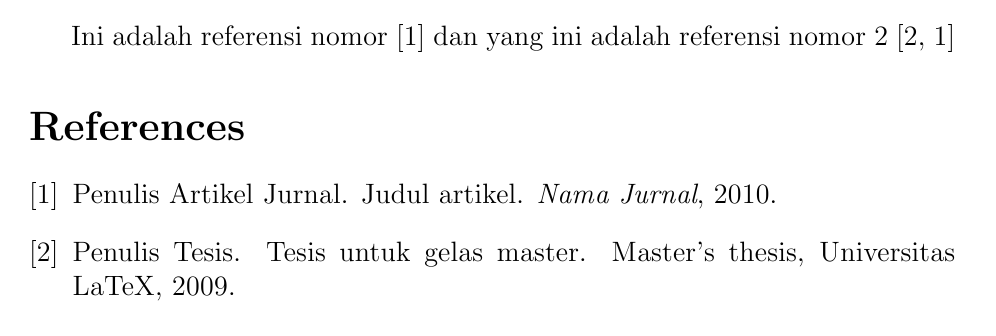 Ini adalah referensi nomor [1] dan yang ini adalah referensi nomor 2 [2, 1]
References
[1] Penulis Artikel Jurnal. Judul artikel. Nama Jurnal, 2010.
[2] Penulis Tesis. Tesis untuk gelas master. Master's thesis, Universitas
LaTeX, 2009.